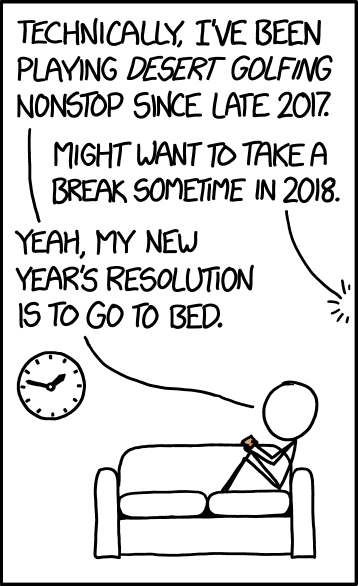 TECHNICALLY, I'VE BEEN
PLAYING DESERT GOLFING
NONSTOP SINCE LATE 2017.
MIGHT WANT TO TAKE A
BREAK SOMETIME IN 2018.
YEAH, MY NEW
YEAR'S RESOLUTION
IS TO GO TO BED.